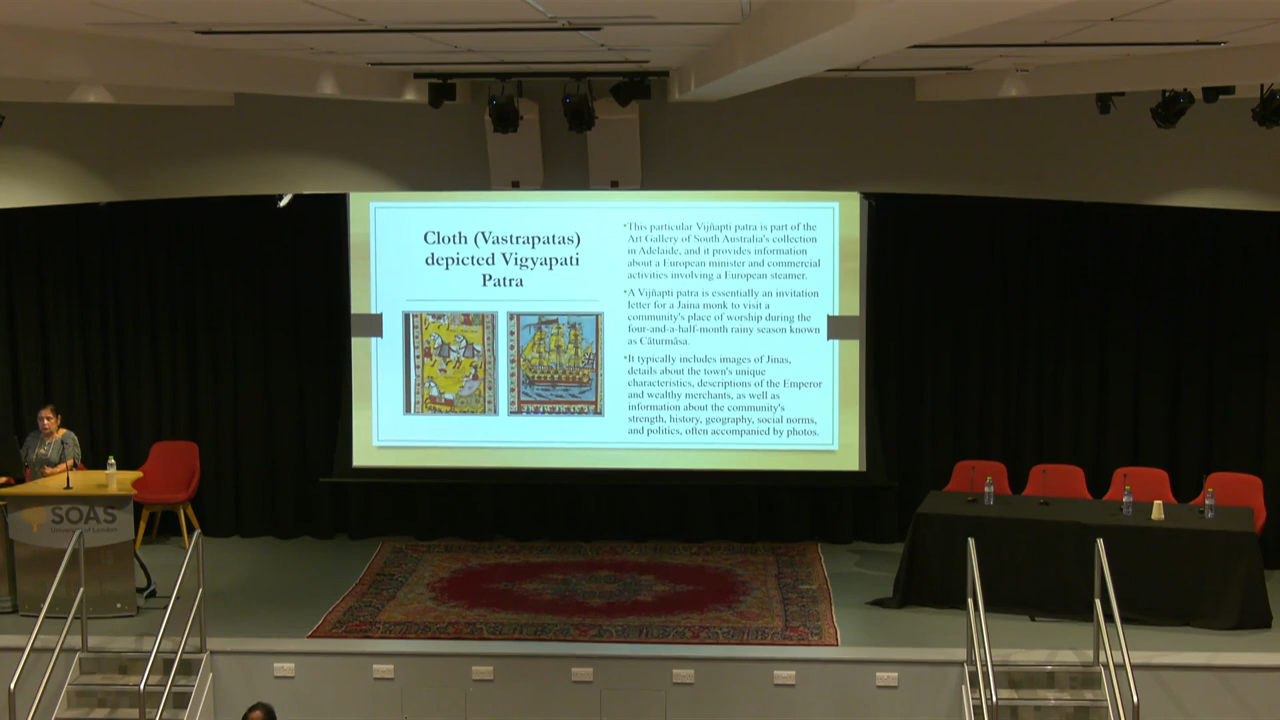 Cloth (Vastrapatas)
depicted Vigyapati
Patra
•This particular Vijñapti patra is part of the
Art Gallery of South Australia's collection
in Adelaide, and it provides information
about a European minister and commercial
activities involving a European steamer.
•A Vijñapti patra is essentially an invitation
letter for a Jaina monk to visit a
community's place of worship during the
four-and-a-half-month rainy season known
as Cāturmāsa.
•It typically includes images of Jinas,
details about the town's unique
characteristics, descriptions of the Emperor
and wealthy merchants, as well as
information about the community's
strength, history, geography, social norms,
and politics, often accompanied by photos.
SOAS
University of London